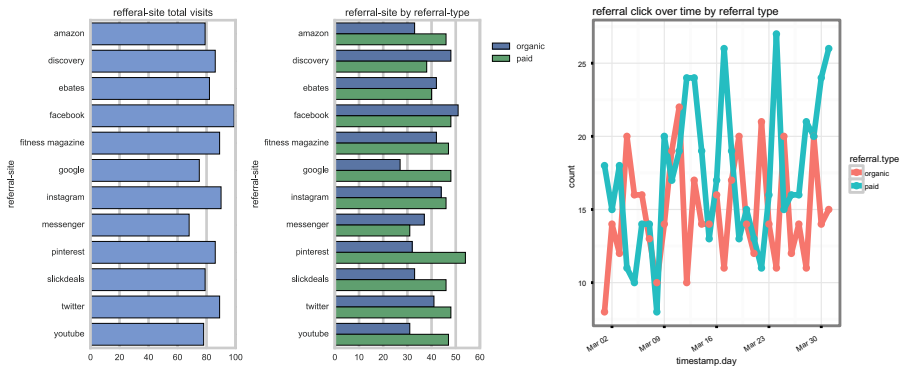 refferal-site total visits
referral-site
amazon
discovery
ebates
facebook
fitness magazine
google
instagram
messenger
pinterest
slickdeals
twitter
youtube
0 20 40 60 80 100
referral-site by referral-type
referral-site
amazon
discovery
ebates
facebook
fitness magazine
google
instagram
messenger
pinterest
slickdeals
twitter
youtube
0 10 20 30 40 50 60
organic
paid
referral click over time by referral type
count
25
20
15
10
Mar 02 Mar 09 Mar 16 Mar 23 Mar 30
timestamp.day
referral.type
organic
paid